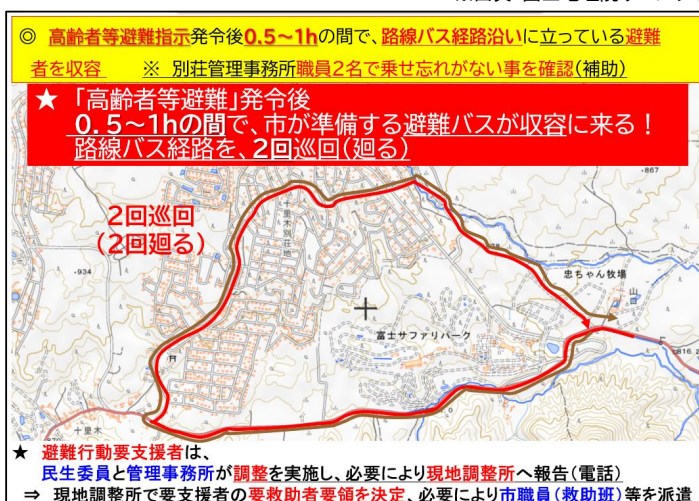 ◎ 高齢者等避難指示発令後0.5~1hの間で、路線バス経路沿いに立っている避難
者を収容 ※ 別荘管理事務所職員2名で乗せ忘れがない事を確認(補助)
★ 「高齢者等避難」発令後
0.5~1hの間で、市が準備する避難バスが収容に来る!
路線バス経路を、2回巡回(廻る)
・867
2回巡回
(2回廻る)
十里木別荘地
・934
忠ちゃん牧場
山口
富士サファリパーク
816
十里木
★ 避難行動要支援者は、
民生委員と管理事務所が調整を実施し、必要により現地調整所へ報告(電話)
⇒ 現地調整所で要支援者の要救助者要領を決定、必要により市職員(救助班)等を派遣